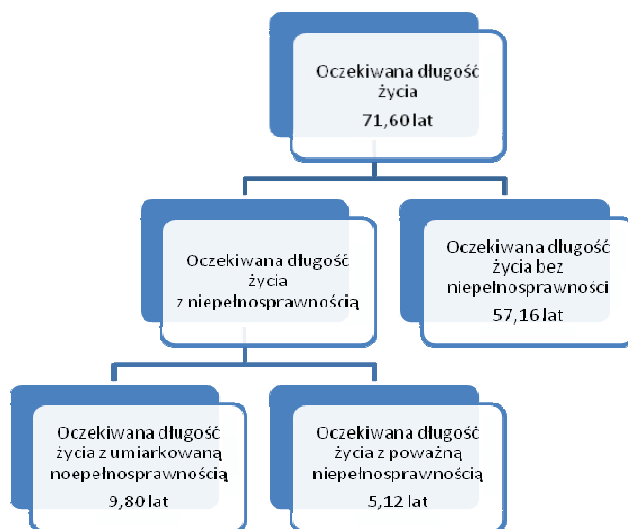 Oczekiwana długość
życia
71,60 lat
Oczekiwana długość
życia
z niepełnosprawnością
Oczekiwana długość
życia bez
niepełnosprawności
57,16 lat
Oczekiwana długość
życia z umiarkowaną
noepełnosprawnością
9,80 lat
Oczekiwana długość
życia z poważną
niepełnosprawnością
5,12 lat